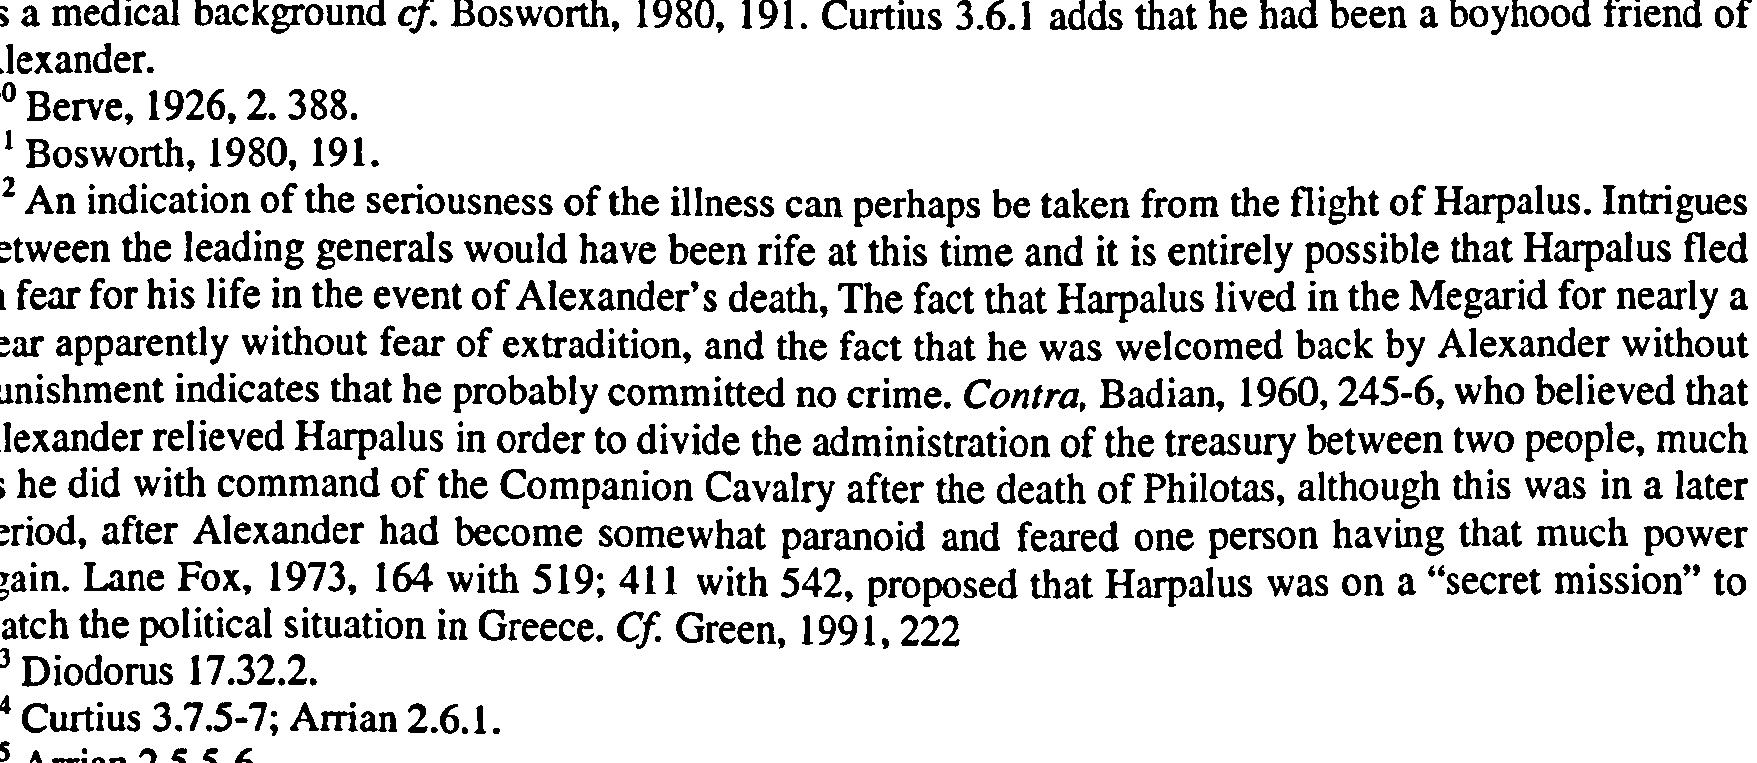 s a medical background cf. Bosworth, 1980, 191. Curtius 3.6.1 adds that he had been a boyhood friend of
lexander.
0 Berve, 1926, 2. 388.
1 Bosworth, 1980, 191.
2 An indication of the seriousness of the illness can perhaps be taken from the flight of Harpalus. Intrigues
etween the leading generals would have been rife at this time and it is entirely possible that Harpalus fled
fear for his life in the event of Alexander's death, The fact that Harpalus lived in the Megarid for nearly a
ear apparently without fear of extradition, and the fact that he was welcomed back by Alexander without
unishment indicates that he probably committed no crime. Contra, Badian, 1960, 245-6, who believed that
lexander relieved Harpalus in order to divide the administration of the treasury between two people, much
s he did with command of the Companion Cavalry after the death of Philotas, although this was in a later
eriod, after Alexander had become somewhat paranoid and feared one person having that much power
gain. Lane Fox, 1973, 164 with 519; 411 with 542, proposed that Harpalus was on a “secret mission” to
atch the political situation in Greece. Cf. Green, 1991, 222
3 Diodorus 17.32.2.
4 Curtius 3.7.5-7; Arrian 2.6.1.
5 Arrian 2.5.5-6